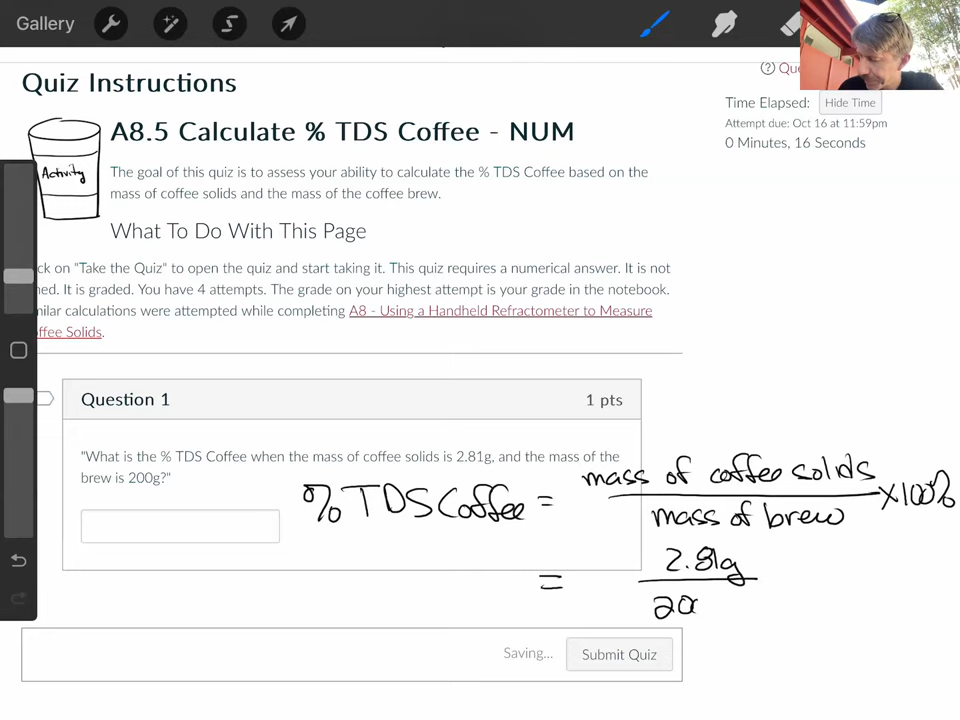 Gallery
Quiz Instructions
A8.5 Calculate % TDS Coffee - NUM
Activity
The goal of this quiz is to assess your ability to calculate the % TDS Coffee based on the
mass of coffee solids and the mass of the coffee brew.
What To Do With This Page
ck on "Take the Quiz" to open the quiz and start taking it. This quiz requires a numerical answer. It is not
ed. It is graded. You have 4 attempts. The grade on your highest attempt is your grade in the notebook.
ilar calculations were attempted while completing A8 - Using a Handheld Refractometer to Measure
ffee Solids.
Que
Time Elapsed: Hide Time
Attempt due: Oct 16 at 11:59pm
0 Minutes, 16 Seconds
Question 1 1 pts
"What is the % TDS Coffee when the mass of coffee solids is 2.81g, and the mass of the
brew is 200g?"
% TDS Coffee = mass of coffee solids
mass of brew
×100%
= 2.81g
20
Saving... Submit Quiz